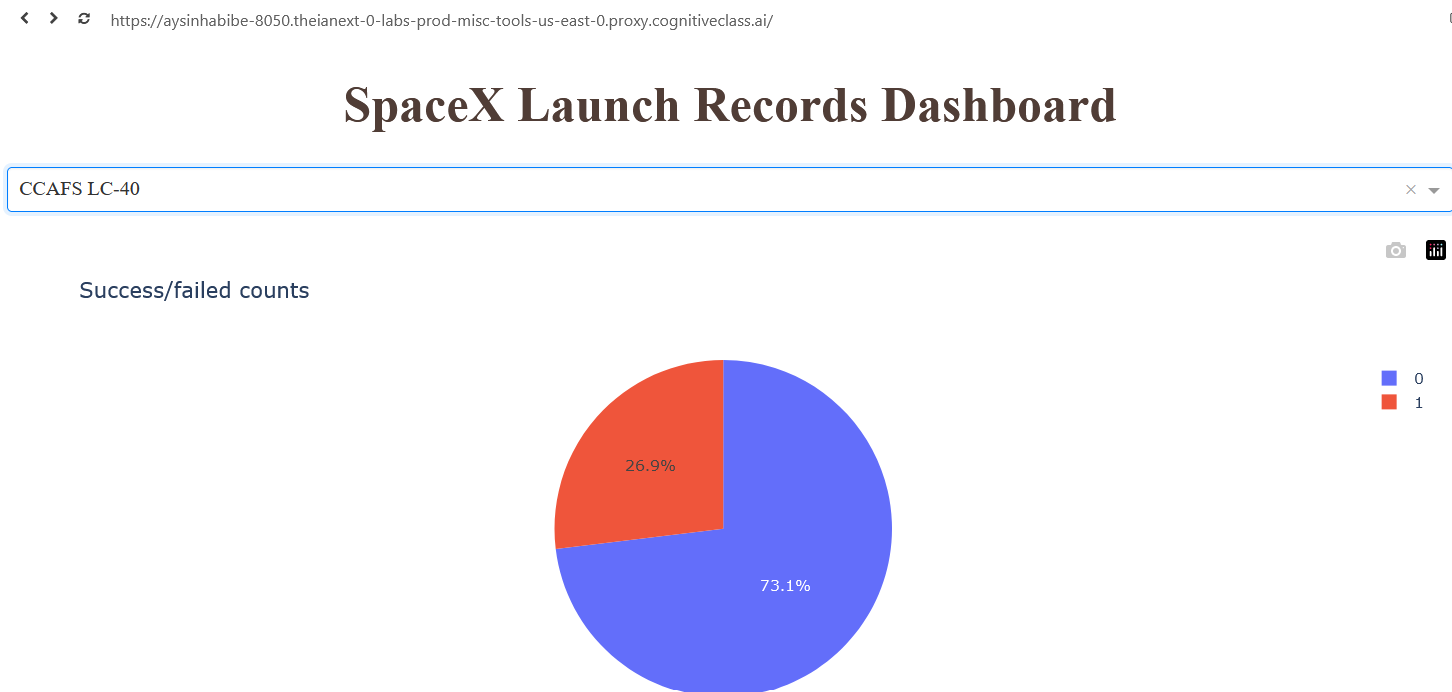 https://aysinhabibe-8050.theianext-0-labs-prod-misc-tools-us-east-0.proxy.cognitiveclass.ai/
SpaceX Launch Records Dashboard
CCAFS LC-40
Success/failed counts
0
1
26.9%
73.1%